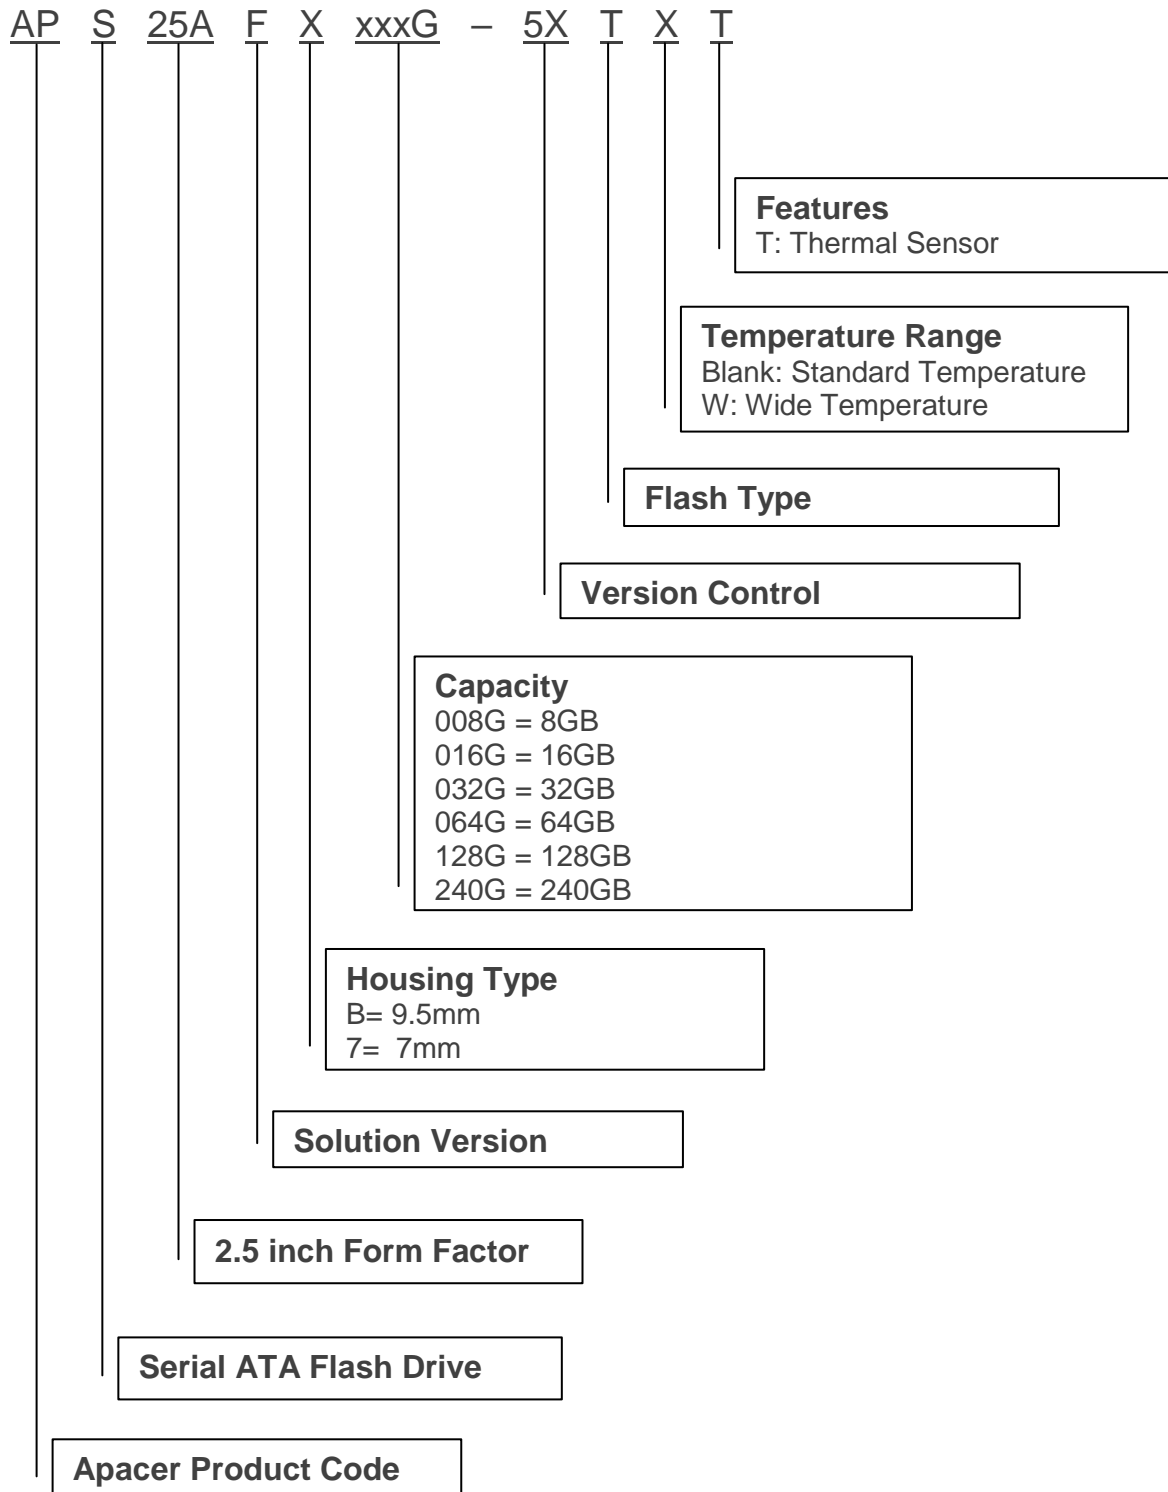 AP S 25A F X xxxG – 5X T X T
Features
T: Thermal Sensor
Temperature Range
Blank: Standard Temperature
W: Wide Temperature
Flash Type
Version Control
Capacity
008G = 8GB
016G = 16GB
032G = 32GB
064G = 64GB
128G = 128GB
240G = 240GB
Housing Type
B= 9.5mm
7= 7mm
Solution Version
2.5 inch Form Factor
Serial ATA Flash Drive
Apacer Product Code